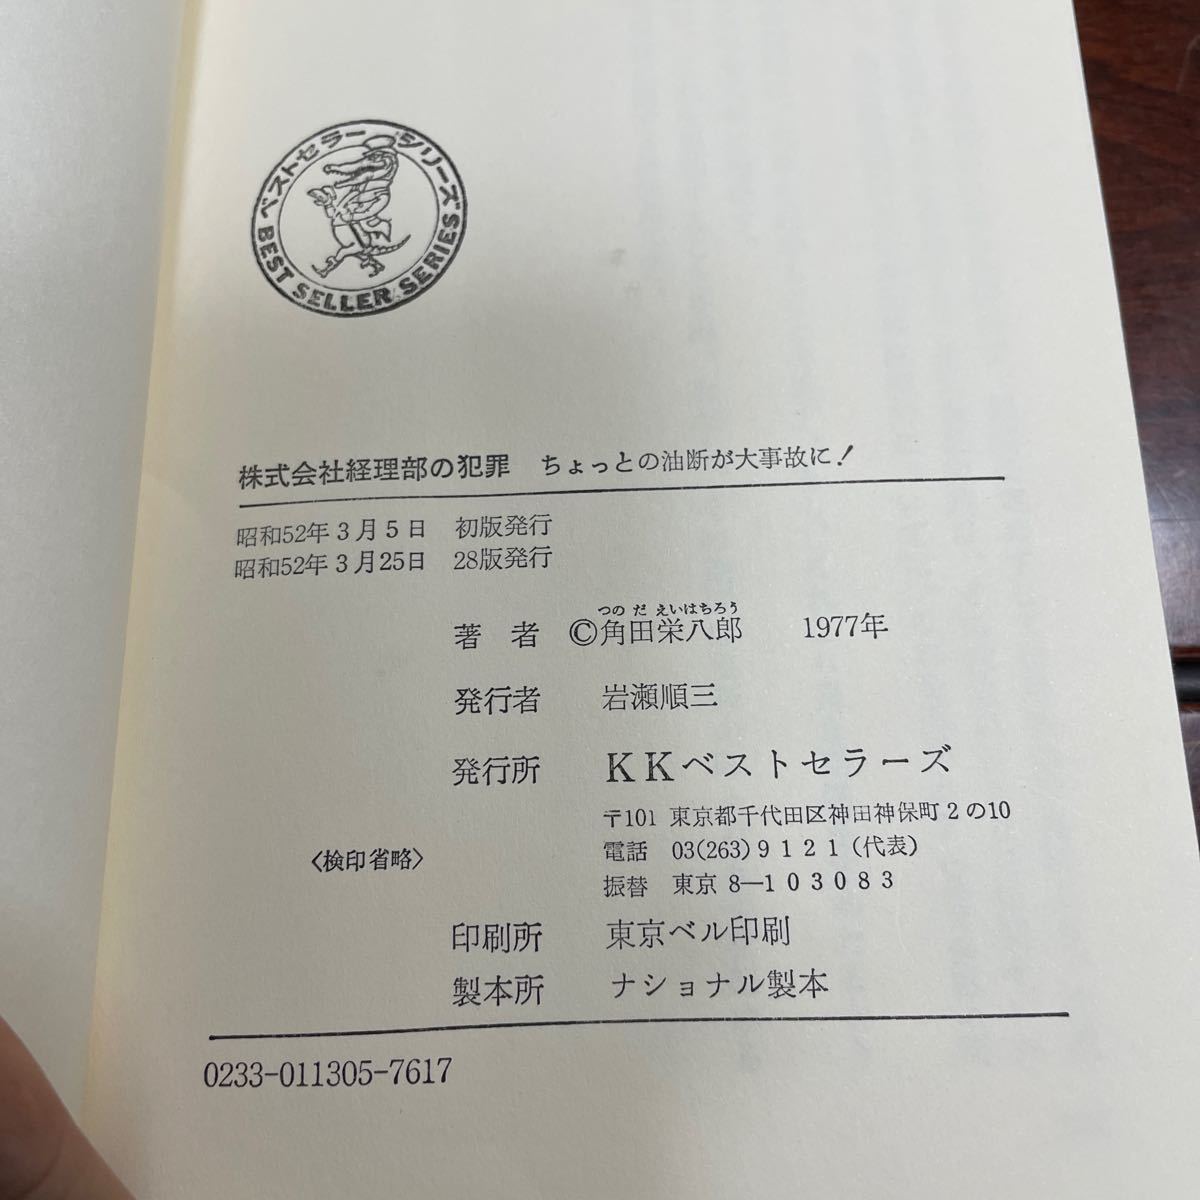 ベストセラーシリーズ
BEST SELLER SERIES
株式会社経理部の犯罪 ちょっとの油断が大事故に!
昭和52年3月5日 初版発行
昭和52年3月25日 28版発行
つのだ えいはちろう
著者 ©角田栄八郎 1977年
発行者 岩瀬順三
発行所 KKベストセラーズ
〒101 東京都千代田区神田神保町2の10
電話 03(263)9121(代表)
〈検印省略〉
振替 東京 8—103083
印刷所 東京ベル印刷
製本所 ナショナル製本
0233-011305-7617